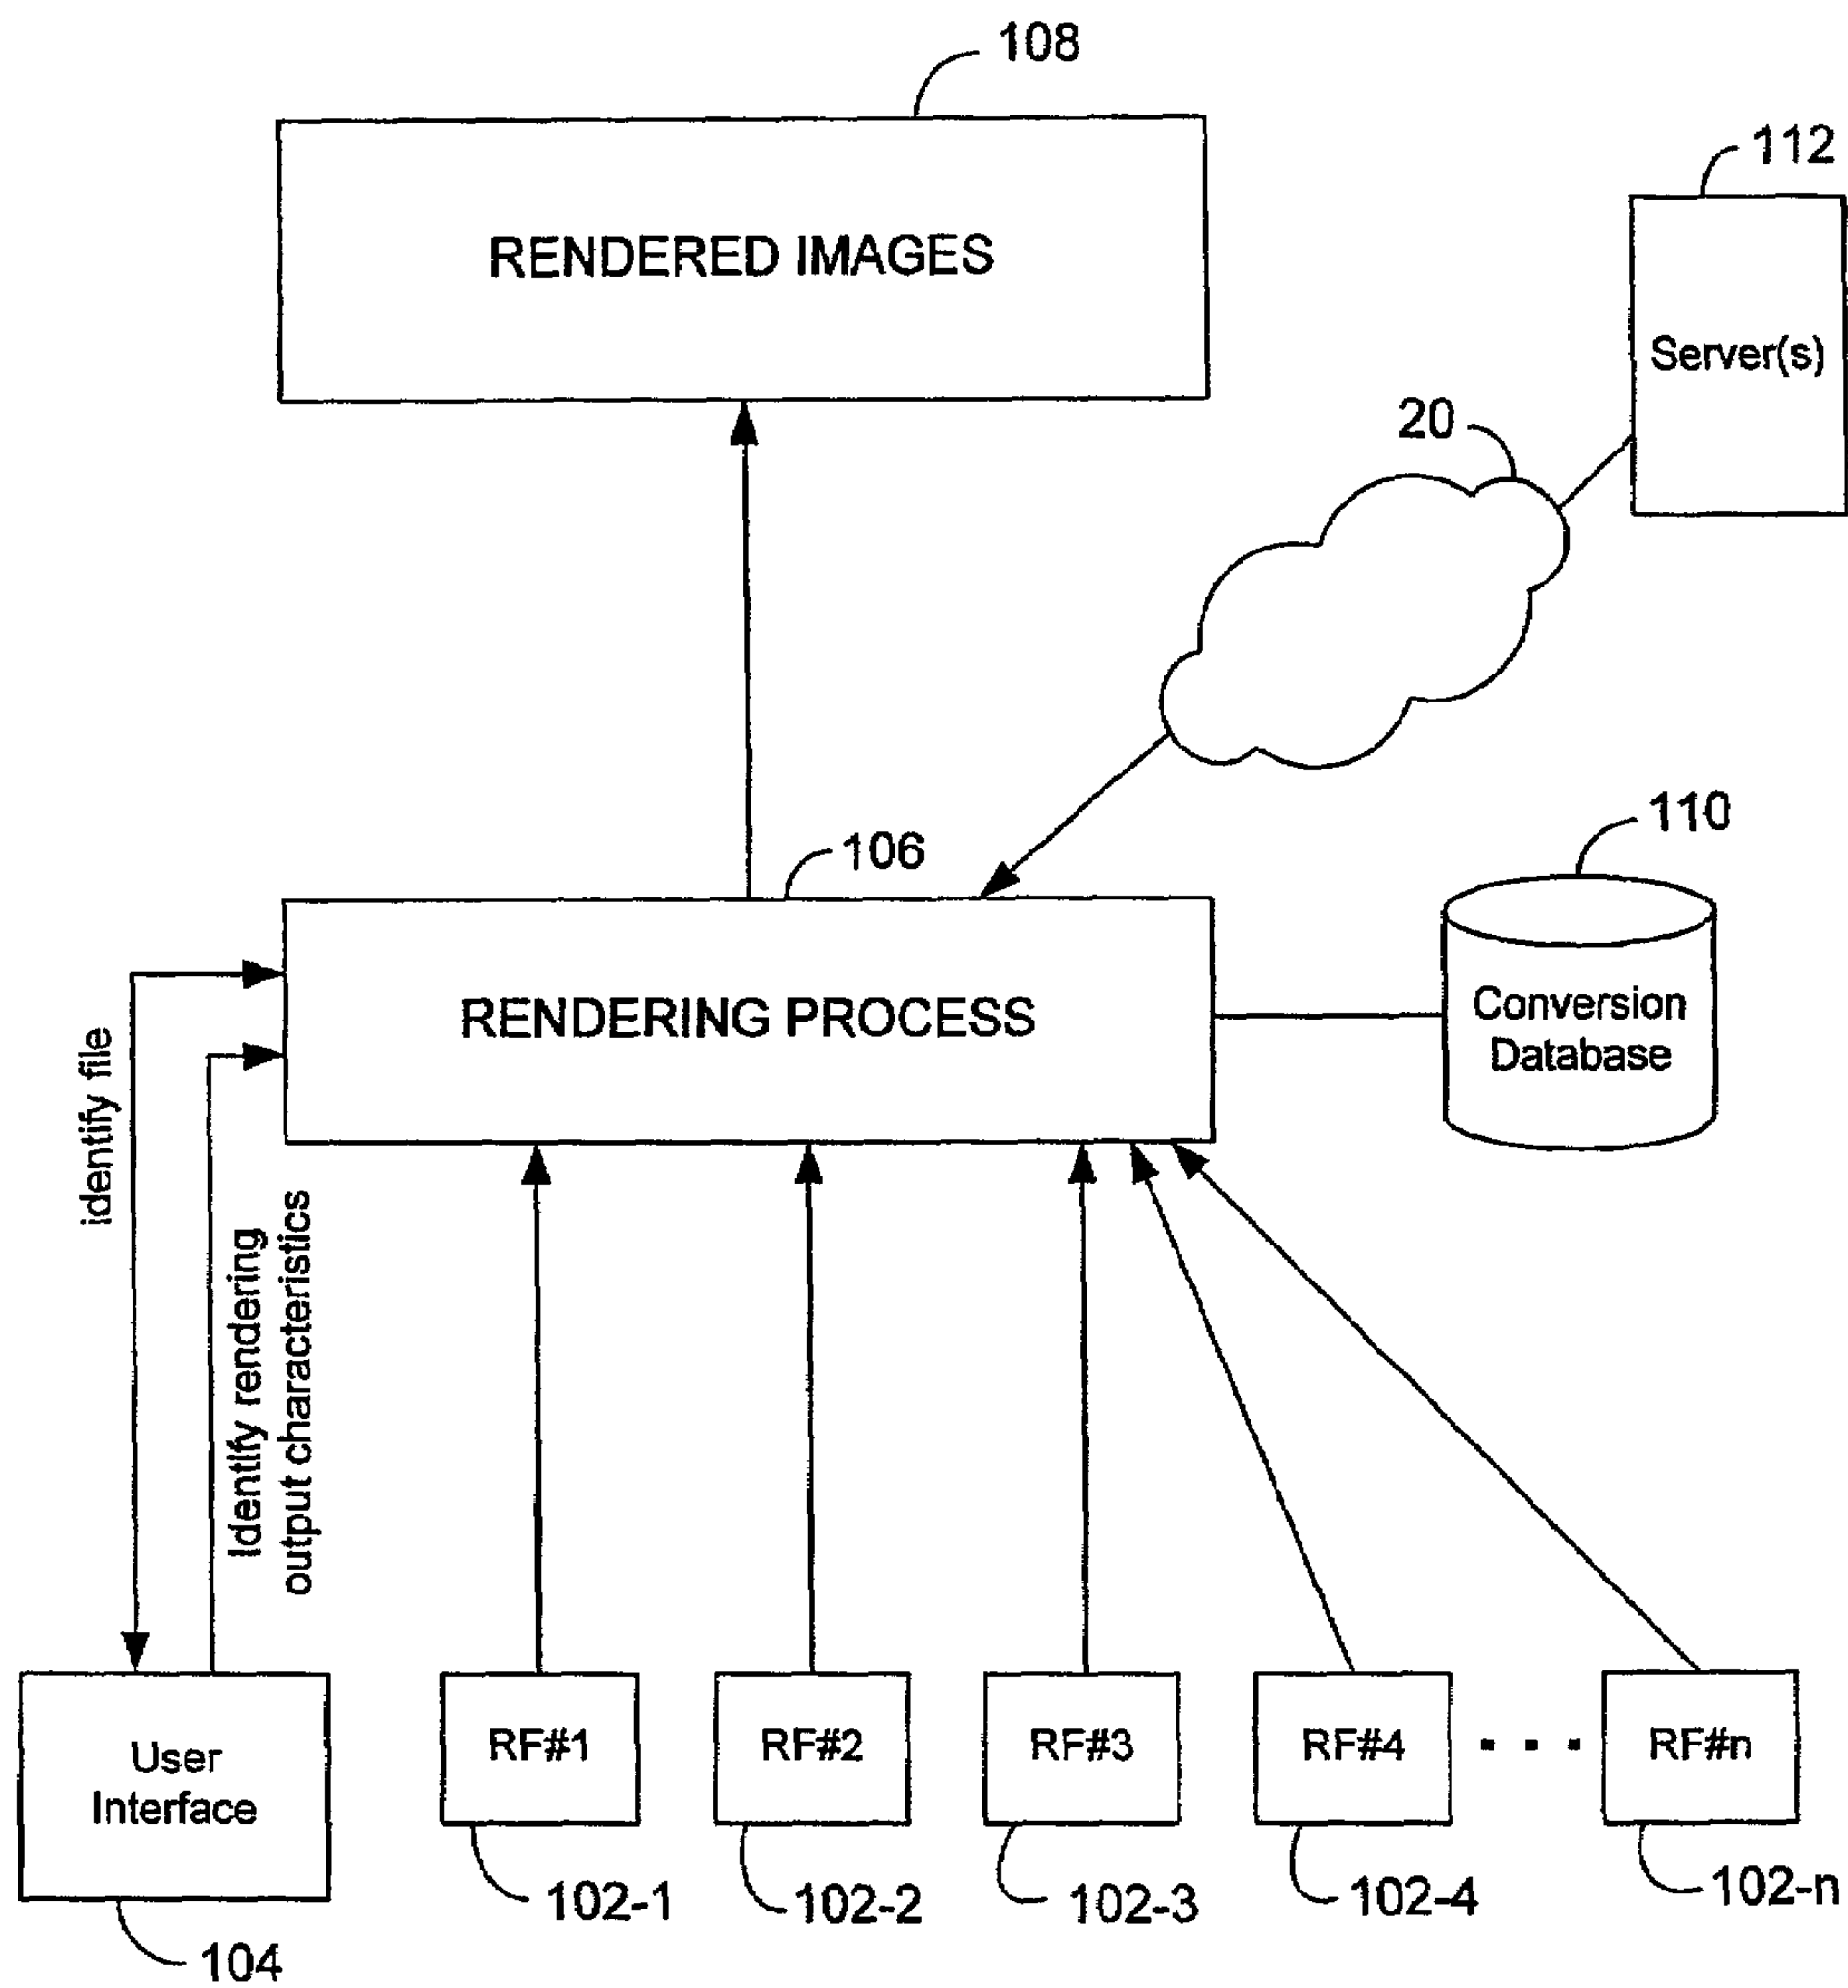 108
RENDERED IMAGES
112
Server(s)
20
106
110
RENDERING PROCESS
Conversion
Database
identify file
Identify rendering
output characteristics
User
Interface
RF#1
RF#2
RF#3
RF#4
...
RF#n
102-1
102-2
102-3
102-4
102-n
104